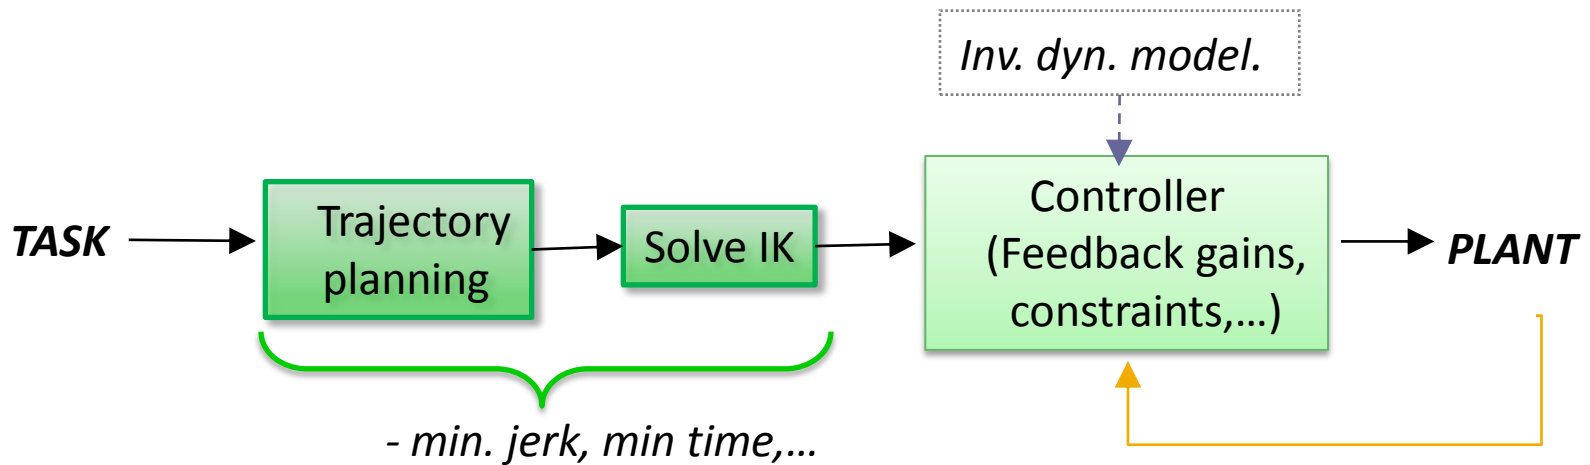 Inv. dyn. model.
TASK
Trajectory
planning
Solve IK
Controller
(Feedback gains,
constraints,...)
PLANT
- min. jerk, min time,...